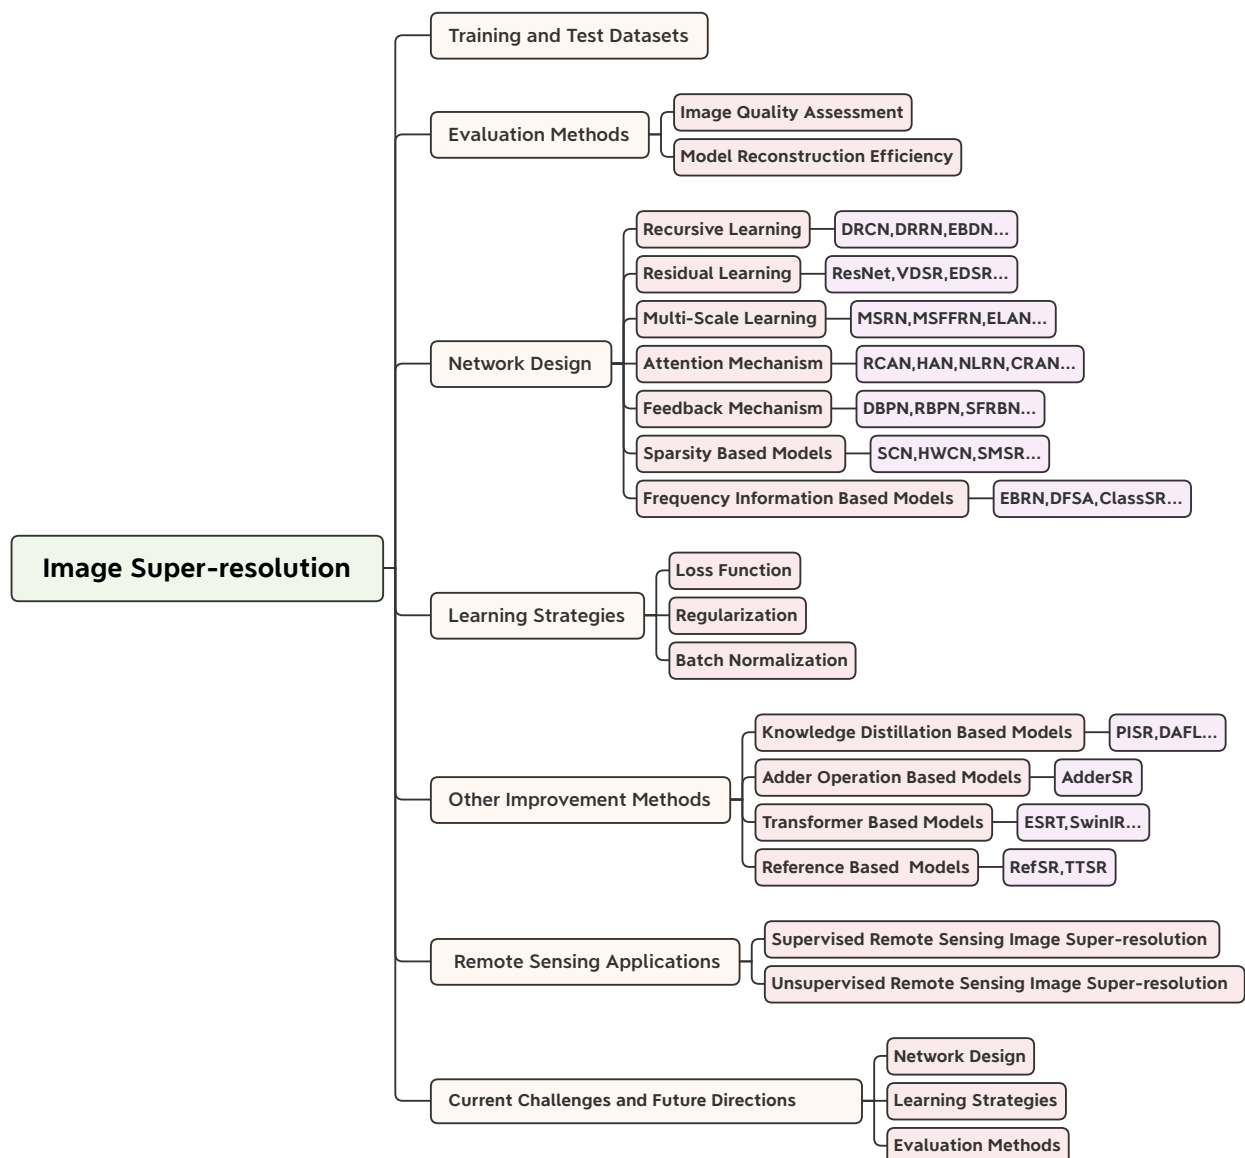 Training and Test Datasets
Evaluation Methods
Image Quality Assessment
Model Reconstruction Efficiency
Network Design
Recursive Learning
DRCN,DRRN,EBDN...
Residual Learning
ResNet,VDSR,EDSR...
Multi-Scale Learning
MSRN,MSFFRN,ELAN...
Attention Mechanism
RCAN,HAN,NLRN,CRAN...
Feedback Mechanism
DBPN,RBPN,SFRBN...
Sparsity Based Models
SCN,HWCN,SMSR...
Frequency Information Based Models
EBRN,DFSA,ClassSR...
Image Super-resolution
Learning Strategies
Loss Function
Regularization
Batch Normalization
Other Improvement Methods
Knowledge Distillation Based Models
PISR,DAFL...
Adder Operation Based Models
AdderSR
Transformer Based Models
ESRT,SwinIR...
Reference Based  Models
RefSR,TTSR
Remote Sensing Applications
Supervised Remote Sensing Image Super-resolution
Unsupervised Remote Sensing Image Super-resolution
Current Challenges and Future Directions
Network Design
Learning Strategies
Evaluation Methods